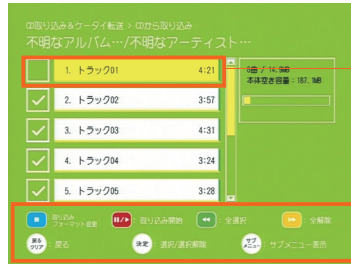 CD取り込み&ケータイ転送 > CDから取り込み
不明なアルバム…/不明なアーティスト…
1. トラック01 4:21
2. トラック02 3:57
3. トラック03 4:31
4. トラック04 3:24
5. トラック05 3:28
8曲 / 14.9MB
本体空き容量:187.1MB
取り込みフォーマット変更 取り込み開始 全選択 全解除
戻る クリア 戻る 決定 選択/選択解除 サブメニュー サブメニュー表示